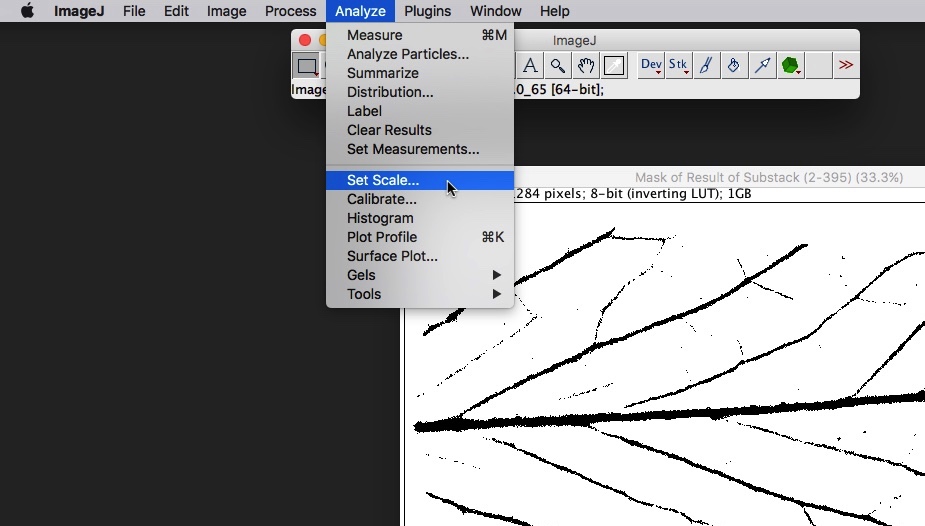 ImageJ File Edit Image Process Analyze Plugins Window Help
ImageJ
Measure ⌘M
Analyze Particles...
Summarize
Distribution...
Label
Clear Results
Set Measurements...
Set Scale...
Calibrate...
Histogram
Plot Profile ⌘K
Surface Plot...
Gels
Tools
A Dev Stk >>
Image 0_65 [64-bit];
Mask of Result of Substack (2-395) (33.3%)
284 pixels; 8-bit (inverting LUT); 1GB